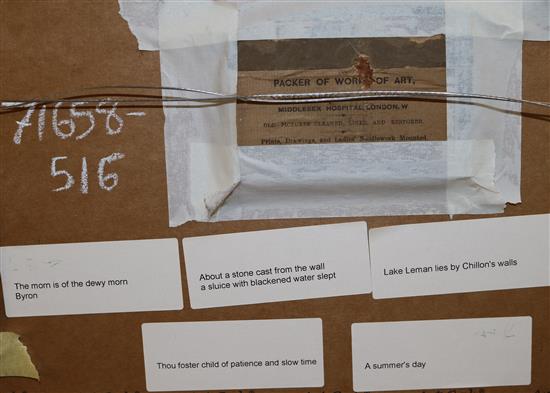 PACKER OF WORKS OF ART,
MIDDLESEX HOSPITAL, LONDON, W.
OLD PICTURES CLEANED, LINED, AND RESTORED.
Prints, Drawings, and Ladies' Needlework Mounted.
71658-
516
The morn is of the dewy morn
Byron
About a stone cast from the wall
a sluice with blackened water slept
Lake Leman lies by Chillon's walls
Thou foster child of patience and slow time
A summer's day